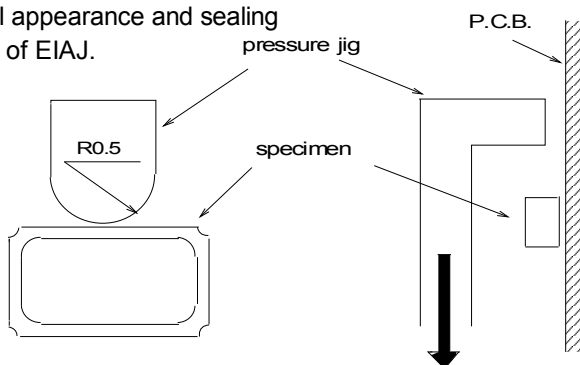 appearance and sealing
of EIAJ.
pressure jig
P.C.B.
R0.5
specimen